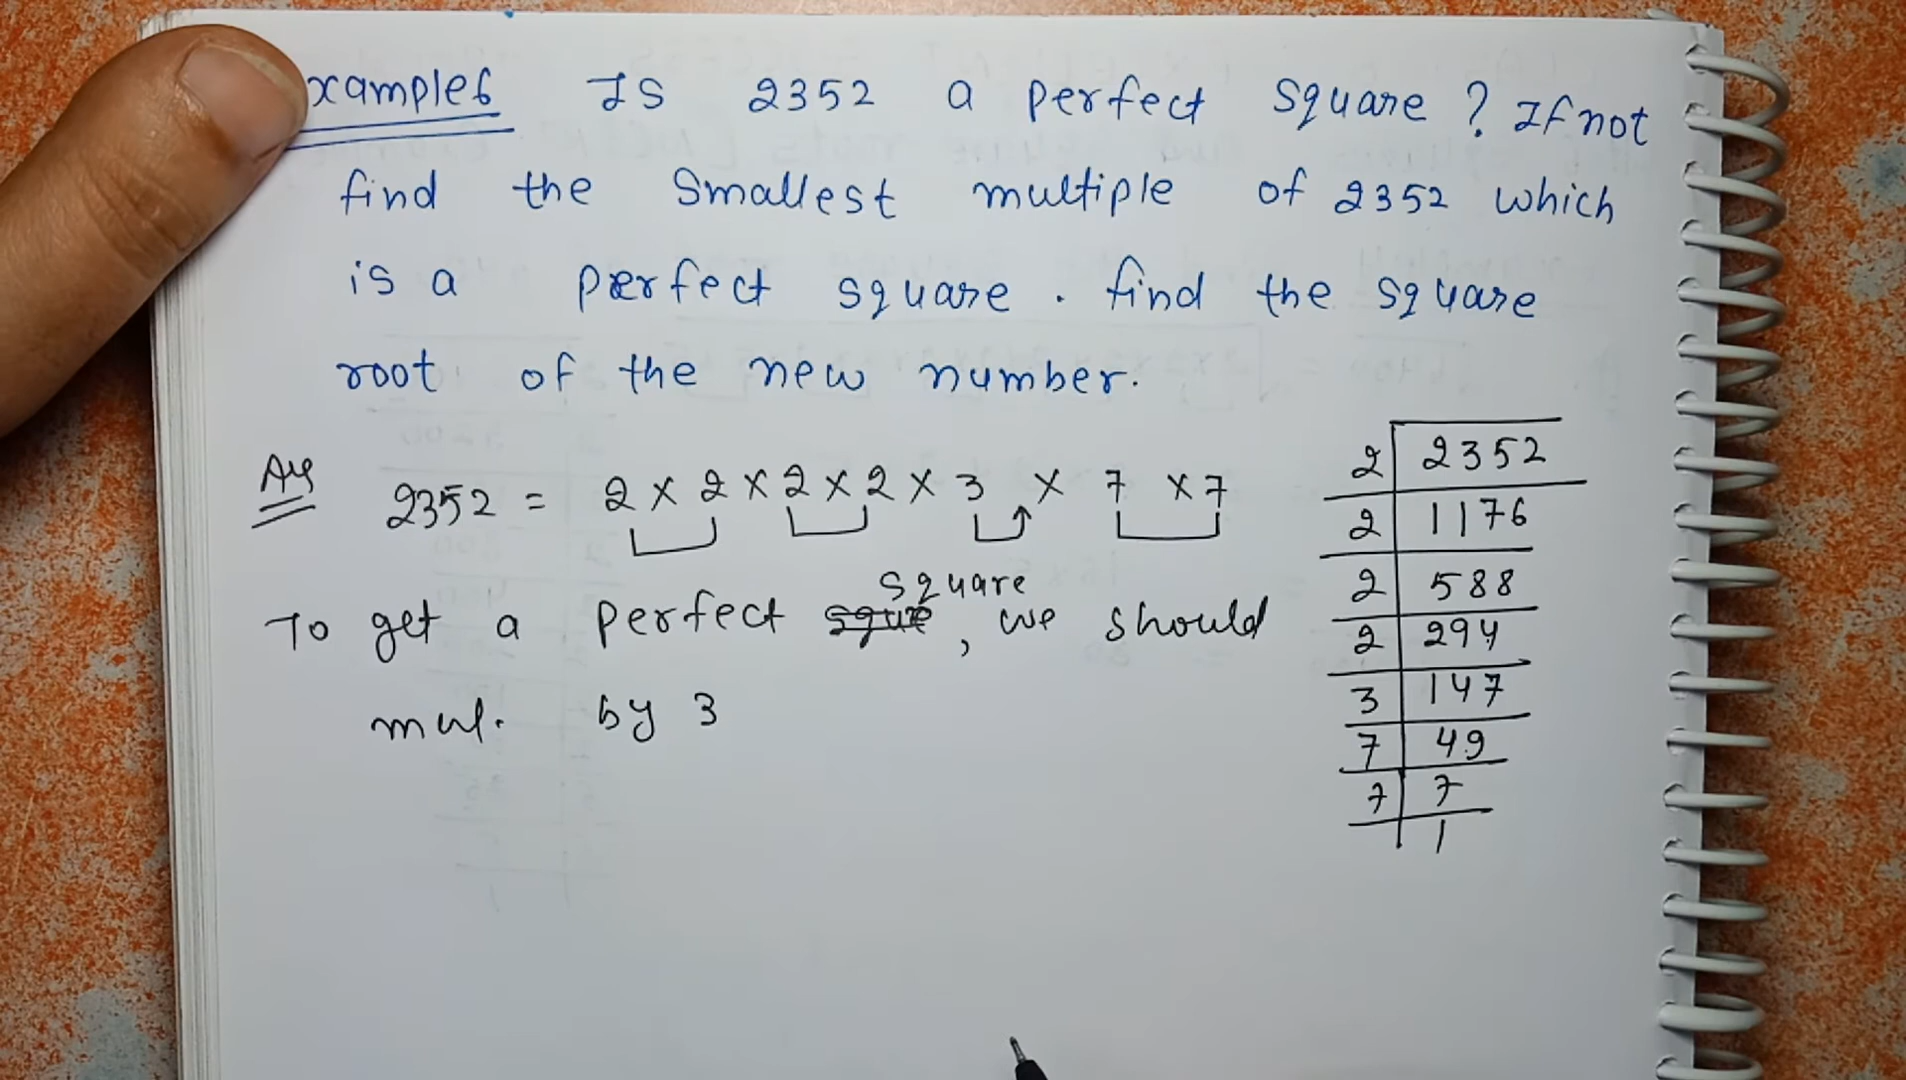 xample6 Is 2352 a perfect square ? If not
find the Smallest multiple of 2352 which
is a perfect square . find the square
root of the new number.
2352 = 2 × 2 × 2 × 2 × 3 × 7 × 7
square
To get a perfect , we should
mul. by 3
2 2352
2 1176
2 588
2 294
3 147
7 49
7 7
1